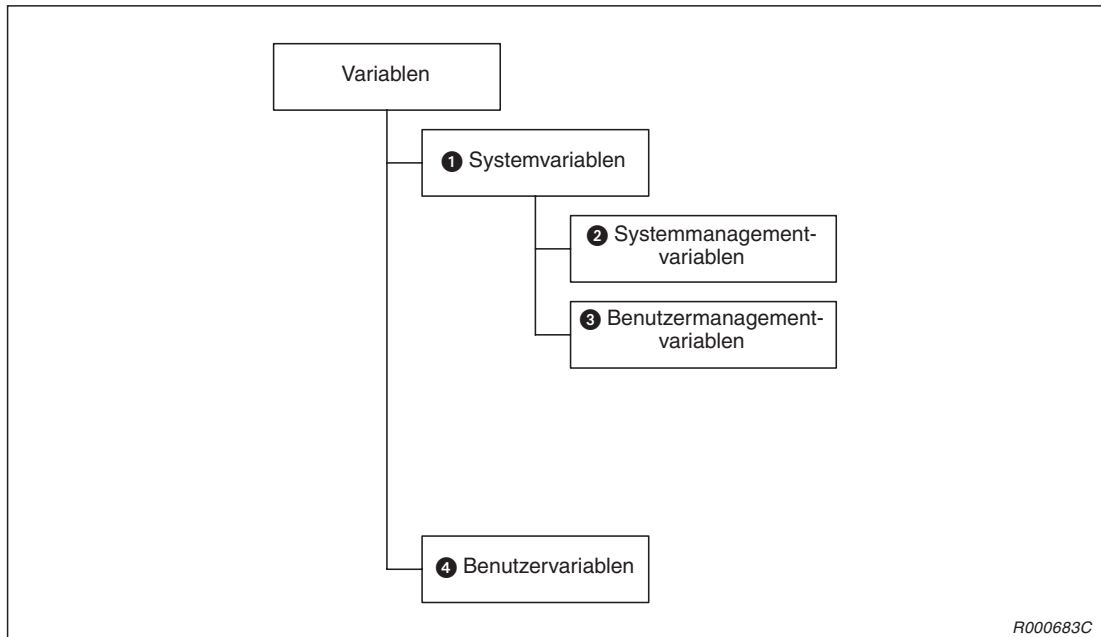 Variablen
❶ Systemvariablen
❷ Systemmanagement-
variablen
❸ Benutzermanagement-
variablen
❹ Benutzervariablen
R000683C